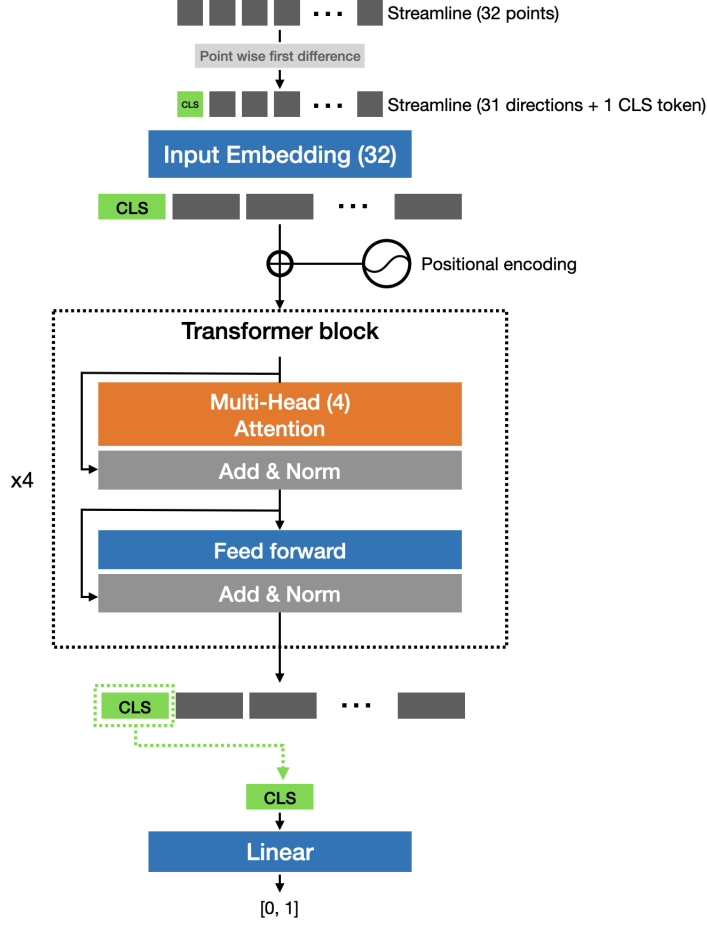 Streamline (32 points)
Point wise first difference
CLS
Streamline (31 directions + 1 CLS token)
Input Embedding (32)
CLS
Positional encoding
Transformer block
Multi-Head (4)
Attention
Add & Norm
x4
Feed forward
Add & Norm
CLS
CLS
Linear
[0, 1]